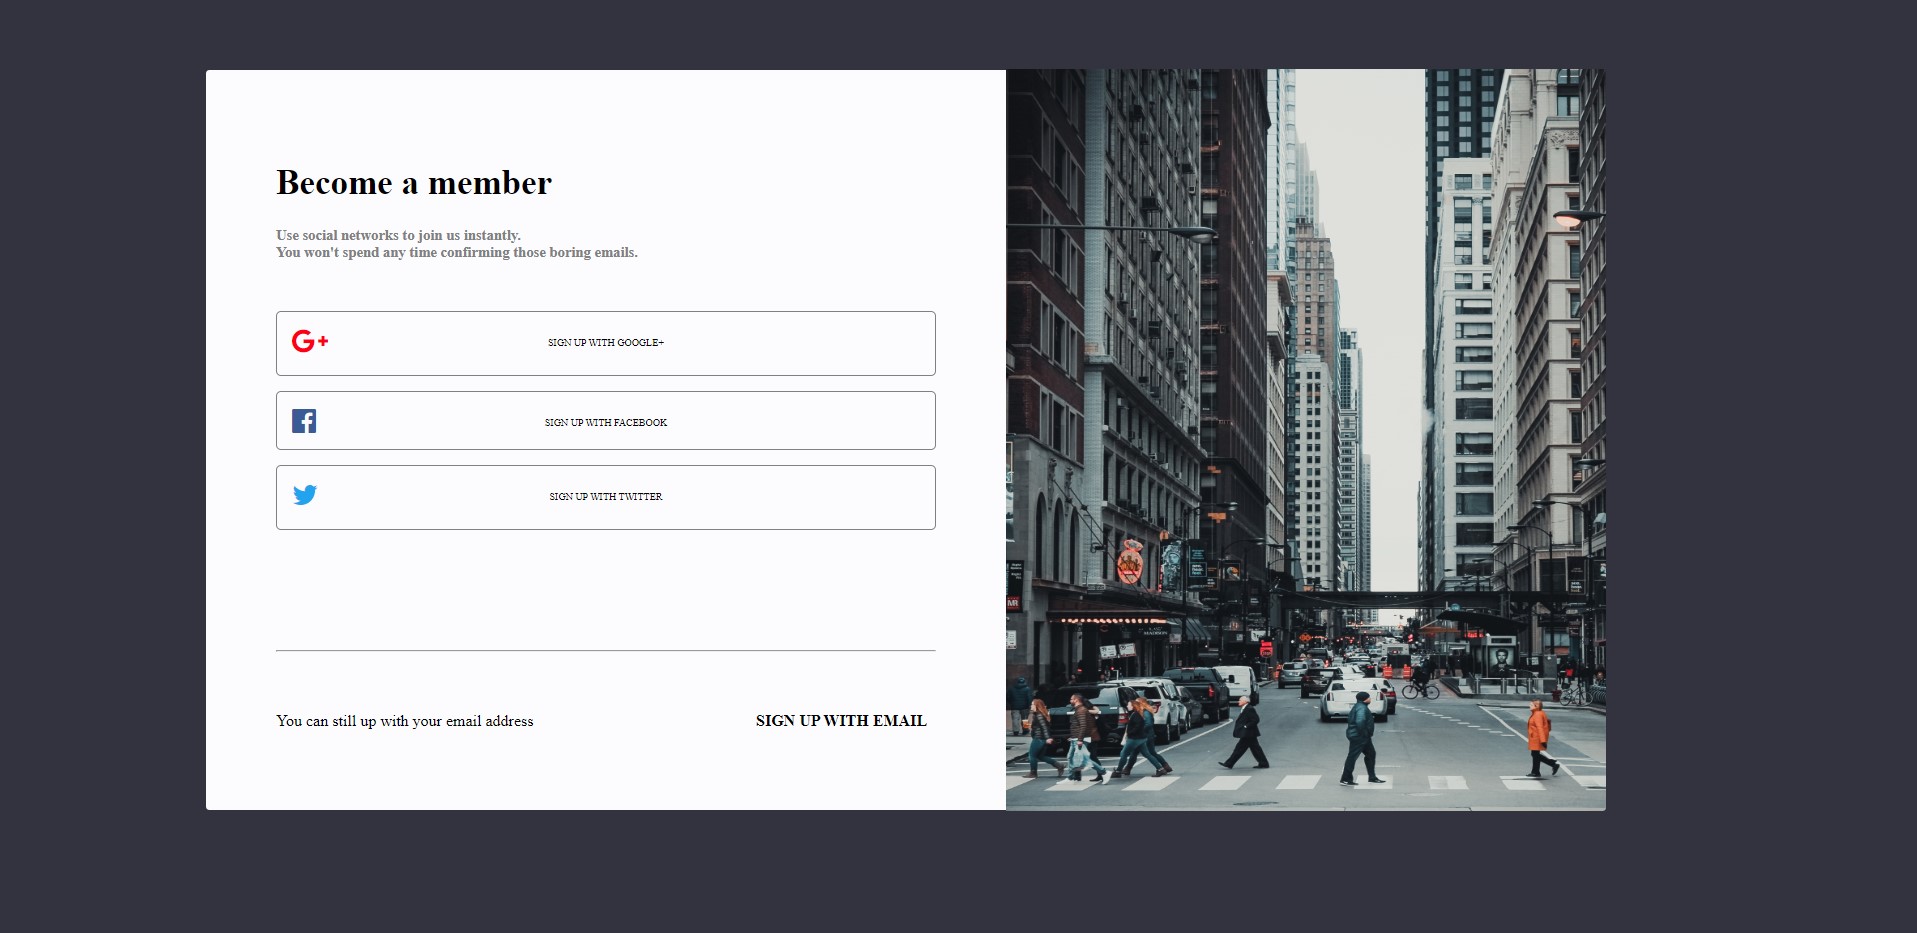 Become a member
Use social networks to join us instantly.
You won't spend any time confirming those boring emails.
G+
SIGN UP WITH GOOGLE+
f
SIGN UP WITH FACEBOOK
SIGN UP WITH TWITTER
You can still up with your email address
SIGN UP WITH EMAIL
MR